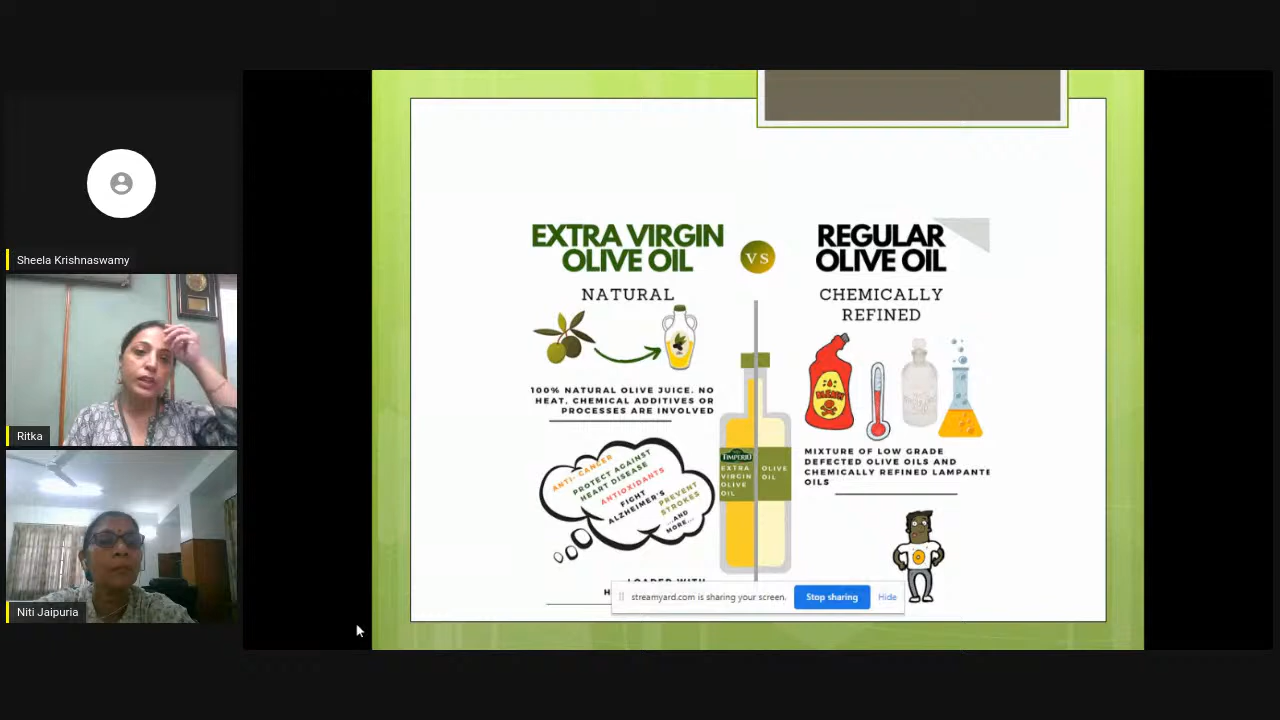 Sheela Krishnaswamy
Ritka
Niti Jaipuria
EXTRA VIRGIN
OLIVE OIL
NATURAL
100% NATURAL OLIVE JUICE. NO
HEAT, CHEMICAL ADDITIVES OR
PROCESSES ARE INVOLVED
ANTI- CANCER
PROTECT AGAINST
HEART DISEASE
ANTIOXIDANTS
FIGHT
ALZHEIMER'S
PREVENT
STROKES
...AND
MORE...
LOADED WITH
VS
EXTRA
VIRGIN
OLIVE
OIL
OLIVE
OIL
REGULAR
OLIVE OIL
CHEMICALLY
REFINED
BLEACH
MIXTURE OF LOW GRADE
DEFECTED OLIVE OILS AND
CHEMICALLY REFINED LAMPANTE
OILS
streamyard.com is sharing your screen.
Stop sharing
Hide